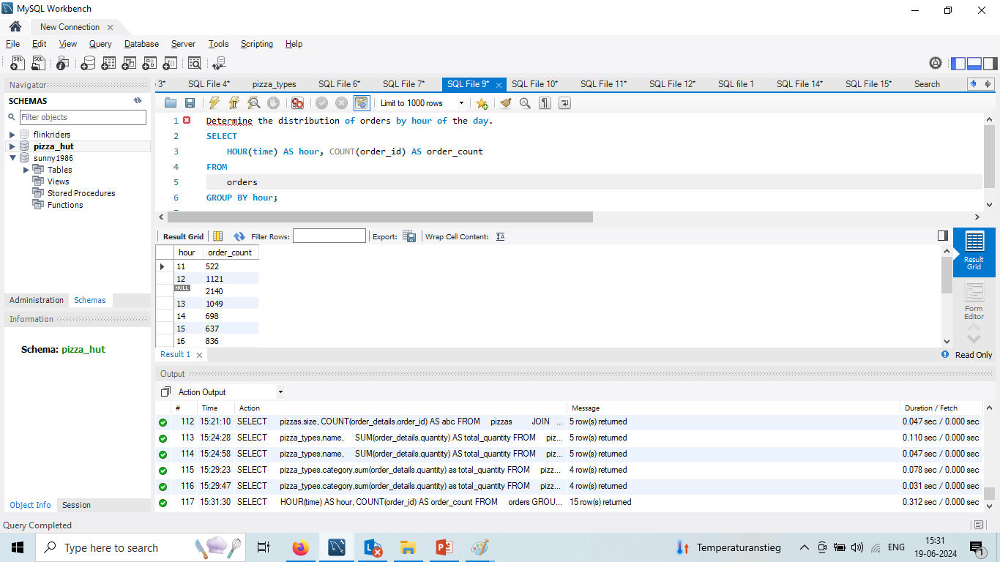 MySQL Workbench
New Connection
File Edit View Query Database Server Tools Scripting Help
Navigator
SCHEMAS
Filter objects
flinkriders
pizza_hut
sunny1986
Tables
Views
Stored Procedures
Functions
Administration Schemas
Information
Schema: pizza_hut
Object Info Session
3* SQL File 4* pizza_types SQL File 6* SQL File 7* SQL File 9* SQL File 10* SQL File 11* SQL File 12* SQL file 1 SQL File 14* SQL File 15* Search
Limit to 1000 rows
1 Determine the distribution of orders by hour of the day.
2 SELECT
3 HOUR(time) AS hour, COUNT(order_id) AS order_count
4 FROM
5 orders
6 GROUP BY hour;
Result Grid Filter Rows: Export: Wrap Cell Content:
hour order_count
11 522
12 1121
NULL 2140
13 1049
14 698
15 637
16 836
Result Grid
Form Editor
Result 1 Read Only
Output
Action Output
# Time Action Message Duration / Fetch
112 15:21:10 SELECT pizzas.size, COUNT(order_details.order_id) AS abc FROM pizzas JOIN ... 5 row(s) returned 0.047 sec / 0.000 sec
113 15:24:28 SELECT pizza_types.name, SUM(order_details.quantity) AS total_quantity FROM piz... 5 row(s) returned 0.110 sec / 0.000 sec
114 15:24:58 SELECT pizza_types.name, SUM(order_details.quantity) AS total_quantity FROM piz... 5 row(s) returned 0.047 sec / 0.000 sec
115 15:29:23 SELECT pizza_types.category,sum(order_details.quantity) as total_quantity FROM pizz... 4 row(s) returned 0.078 sec / 0.000 sec
116 15:29:47 SELECT pizza_types.category,sum(order_details.quantity) as total_quantity FROM pizz... 4 row(s) returned 0.031 sec / 0.000 sec
117 15:31:30 SELECT HOUR(time) AS hour, COUNT(order_id) AS order_count FROM orders GROU... 15 row(s) returned 0.312 sec / 0.000 sec
Query Completed
Type here to search
Temperaturanstieg
ENG
15:31
19-06-2024
1